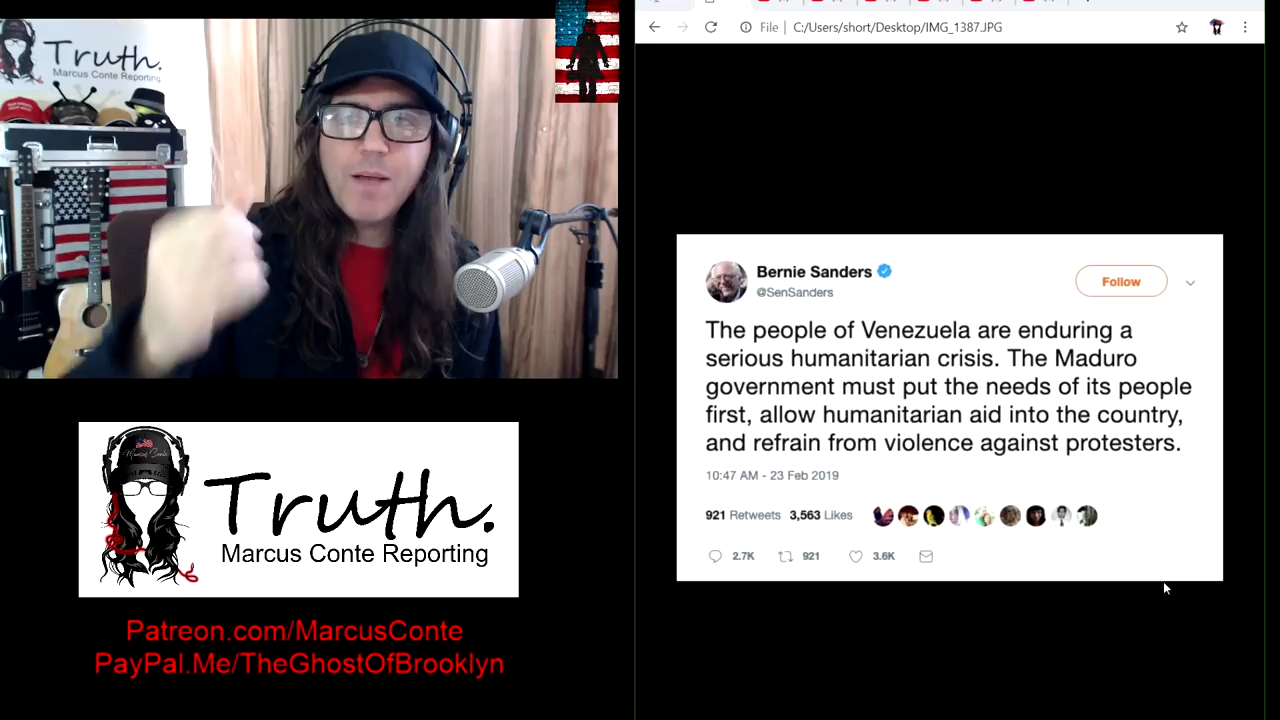 Truth.
Marcus Conte Reporting
File | C:/Users/short/Desktop/IMG_1387.JPG
Bernie Sanders
@SenSanders
Follow
The people of Venezuela are enduring a
serious humanitarian crisis. The Maduro
government must put the needs of its people
first, allow humanitarian aid into the country,
and refrain from violence against protesters.
10:47 AM - 23 Feb 2019
921 Retweets 3,563 Likes
2.7K 921 3.6K
Marcus Conte
Truth.
Marcus Conte Reporting
Patreon.com/MarcusConte
PayPal.Me/TheGhostOfBrooklyn